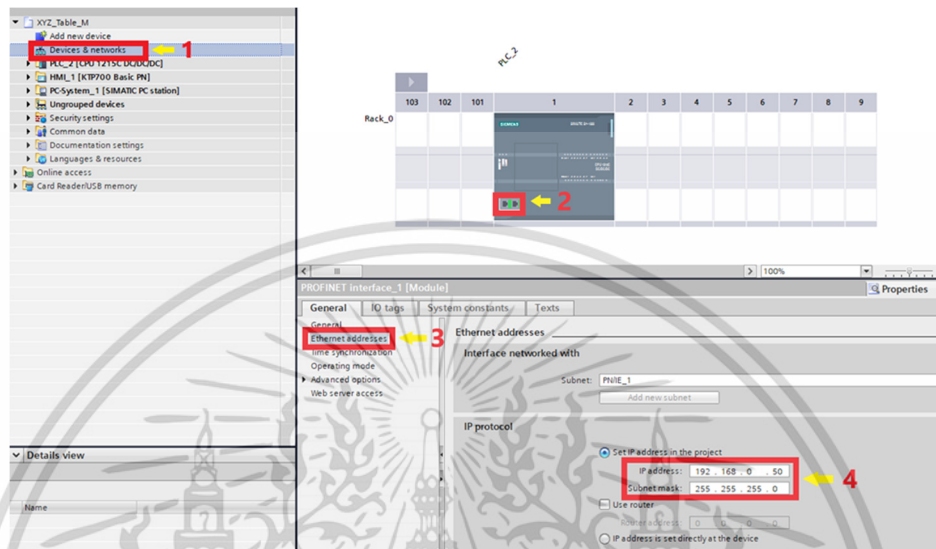 XYZ_Table_M
Add new device
Devices & networks
1
PLC_2 [CPU 1215C DC/DC/DC]
HMI_1 [KTP700 Basic PN]
PC-System_1 [SIMATIC PC station]
Ungrouped devices
Security settings
Common data
Documentation settings
Languages & resources
Online access
Card Reader/USB memory
Details view
Name
PLC_2
103 102 101 1 2 3 4 5 6 7 8 9
Rack_0
SIEMENS
2
100%
PROFINET interface_1 [Module]
Properties
General IO tags System constants Texts
General
Ethernet addresses
3
Time synchronization
Operating mode
Advanced options
Web server access
Ethernet addresses
Interface networked with
Subnet: PN/IE_1
Add new subnet
IP protocol
Set IP address in the project
IP address: 192 . 168 . 0 . 50
Subnet mask: 255 . 255 . 255 . 0
4
Use router
Router address: 0 . 0 . 0 . 0
IP address is set directly at the device